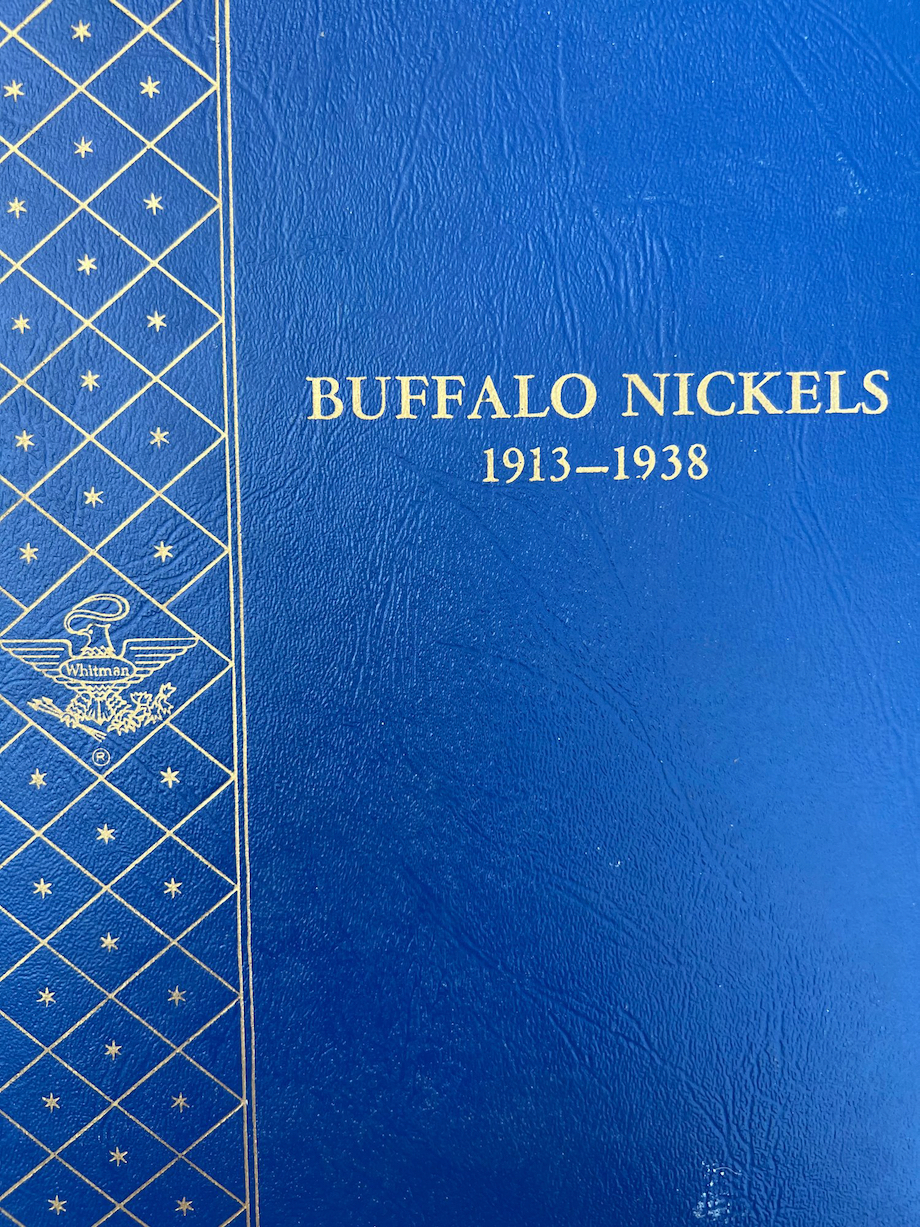 BUFFALO NICKELS
1913–1938
Whitman
®